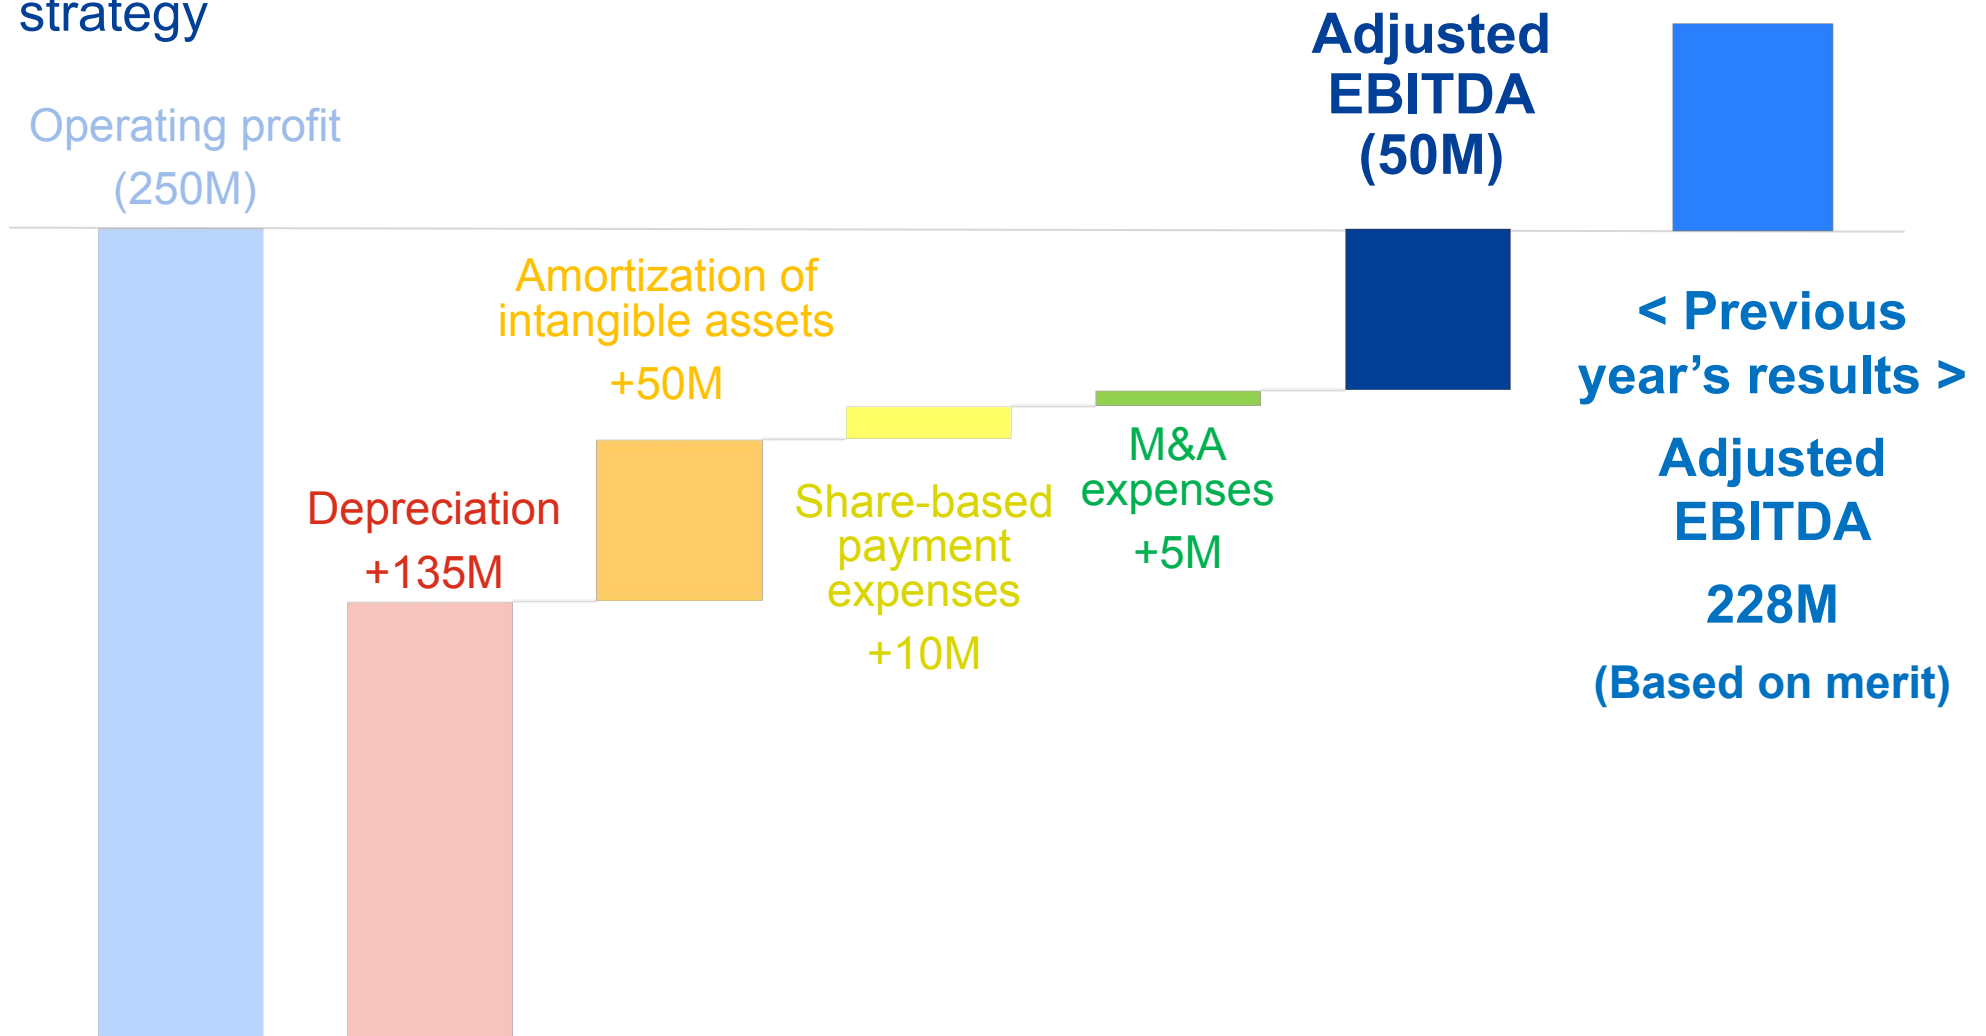 strategy
Operating profit
(250M)
Depreciation
+135M
Amortization of
intangible assets
+50M
Share-based
payment
expenses
+10M
M&A
expenses
+5M
Adjusted
EBITDA
(50M)
< Previous
year’s results >
Adjusted
EBITDA
228M
(Based on merit)